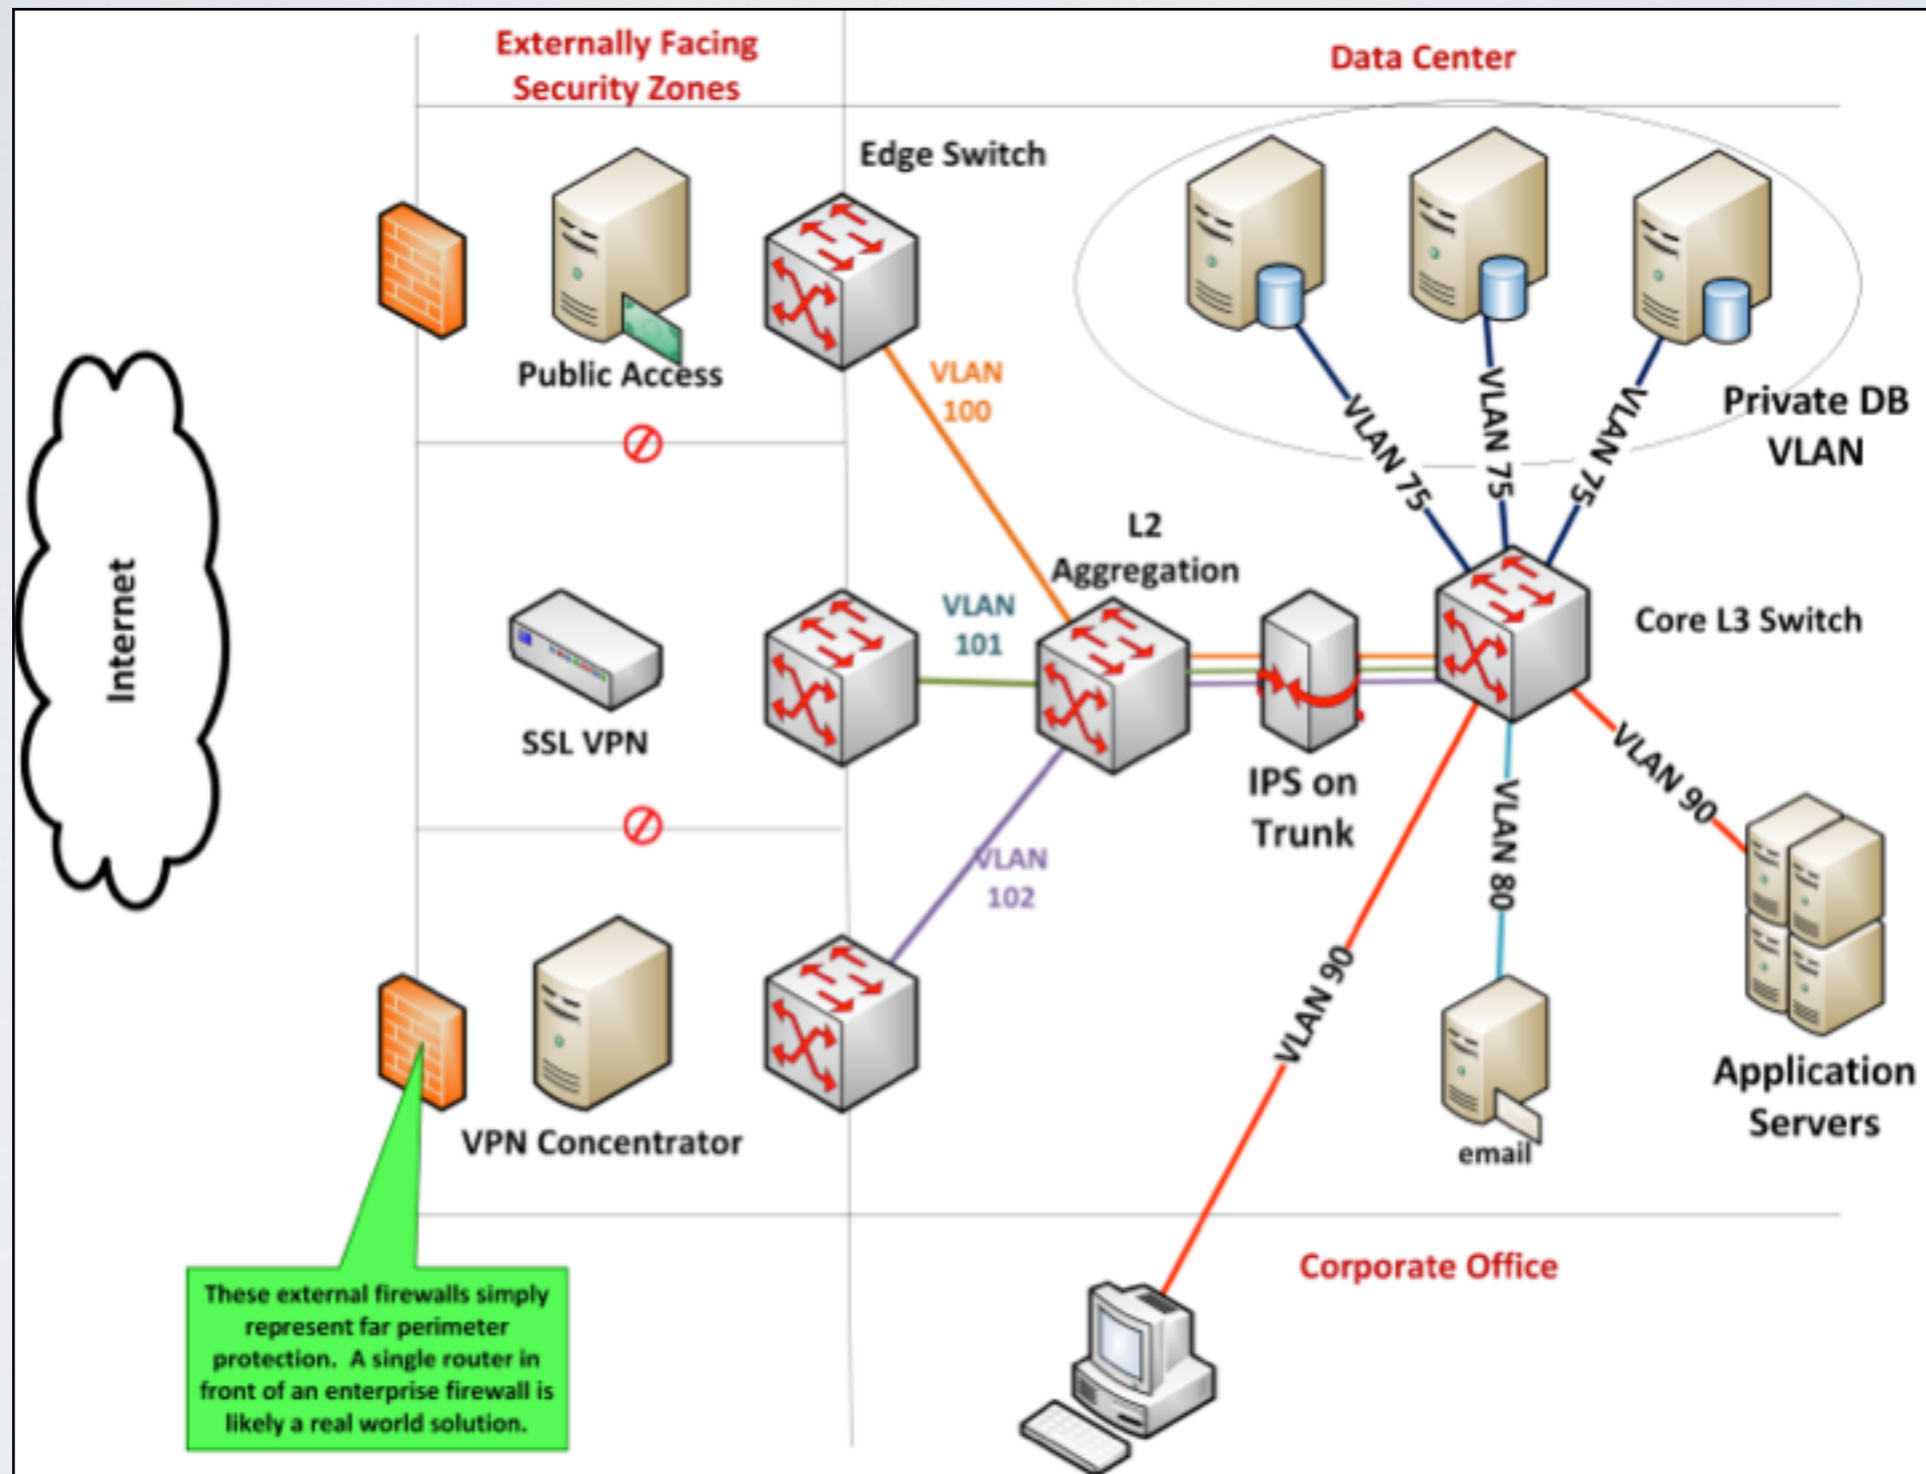 Externally Facing
Security Zones
Data Center
Edge Switch
Public Access
VLAN
100
VLAN 75
VLAN 75
VLAN 75
Private DB
VLAN
Internet
L2
Aggregation
VLAN
101
Core L3 Switch
SSL VPN
IPS on
Trunk
VLAN 90
VLAN 80
VLAN
102
VLAN 90
VPN Concentrator
Application
Servers
email
Corporate Office
These external firewalls simply
represent far perimeter
protection. A single router in
front of an enterprise firewall is
likely a real world solution.